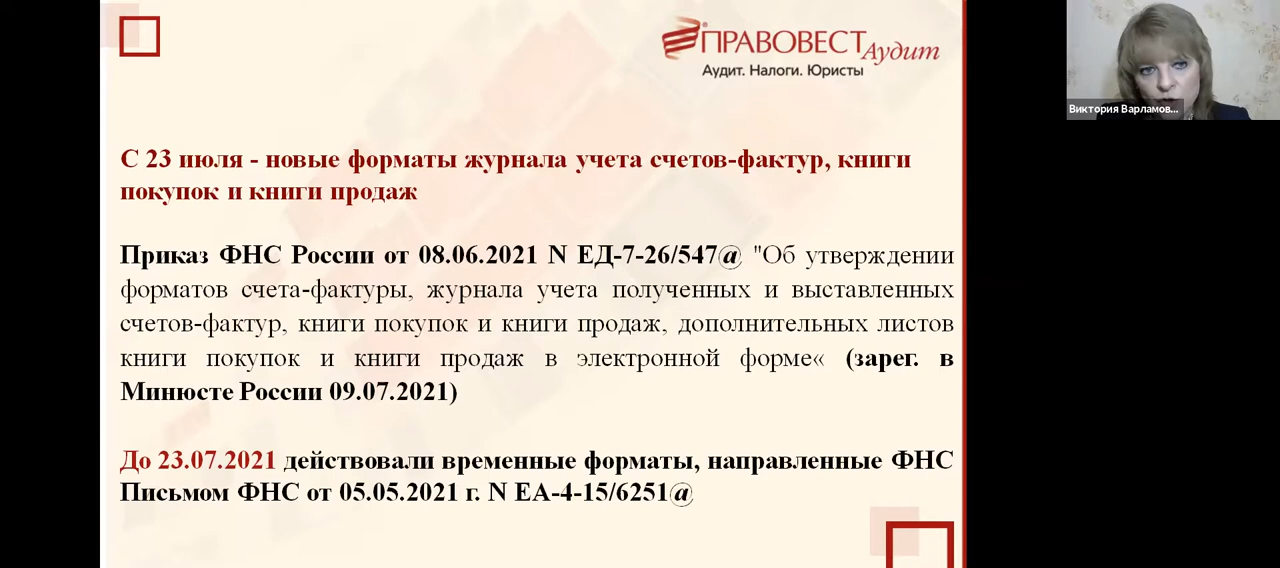 ПРАВОВЕСТ Аудит
Аудит. Налоги. Юристы
Виктория Варламов...
С 23 июля - новые форматы журнала учета счетов-фактур, книги
покупок и книги продаж
Приказ ФНС России от 08.06.2021 N ЕД-7-26/547@ "Об утверждении
форматов счета-фактуры, журнала учета полученных и выставленных
счетов-фактур, книги покупок и книги продаж, дополнительных листов
книги покупок и книги продаж в электронной форме« (зарег. в
Минюсте России 09.07.2021)
До 23.07.2021 действовали временные форматы, направленные ФНС
Письмом ФНС от 05.05.2021 г. N ЕА-4-15/6251@